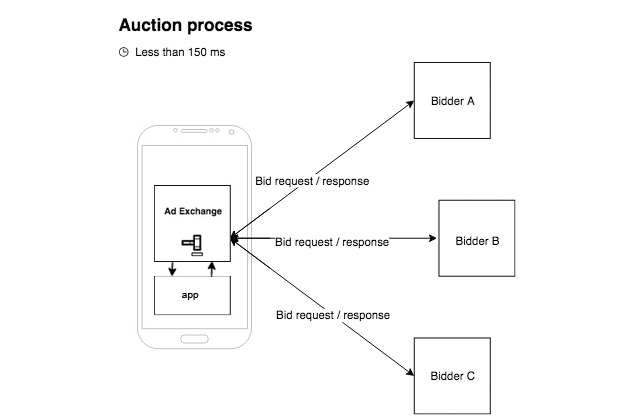 Auction process
Less than 150 ms
Bidder A
Bid request / response
Ad Exchange
Bid request / response
Bidder B
app
Bid request / response
Bidder C